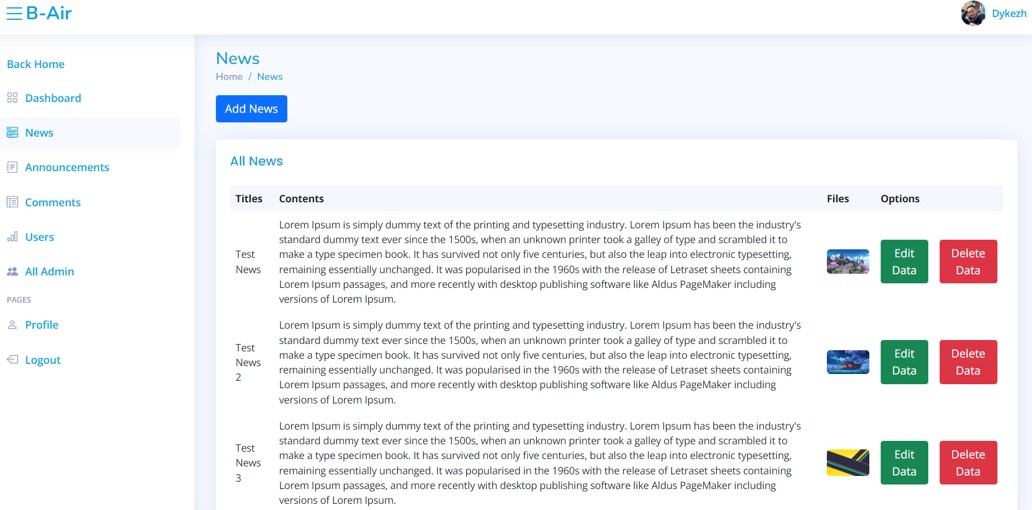 B-Air
Dykezh
Back Home
Dashboard
News
Announcements
Comments
Users
All Admin
PAGES
Profile
Logout
News
Home / News
Add News
All News
Titles Contents Files Options
Test
News
Lorem Ipsum is simply dummy text of the printing and typesetting industry. Lorem Ipsum has been the industry's
standard dummy text ever since the 1500s, when an unknown printer took a galley of type and scrambled it to
make a type specimen book. It has survived not only five centuries, but also the leap into electronic typesetting,
remaining essentially unchanged. It was popularised in the 1960s with the release of Letraset sheets containing
Lorem Ipsum passages, and more recently with desktop publishing software like Aldus PageMaker including
versions of Lorem Ipsum.
Edit
Data
Delete
Data
Test
News
2
Lorem Ipsum is simply dummy text of the printing and typesetting industry. Lorem Ipsum has been the industry's
standard dummy text ever since the 1500s, when an unknown printer took a galley of type and scrambled it to
make a type specimen book. It has survived not only five centuries, but also the leap into electronic typesetting,
remaining essentially unchanged. It was popularised in the 1960s with the release of Letraset sheets containing
Lorem Ipsum passages, and more recently with desktop publishing software like Aldus PageMaker including
versions of Lorem Ipsum.
Edit
Data
Delete
Data
Test
News
3
Lorem Ipsum is simply dummy text of the printing and typesetting industry. Lorem Ipsum has been the industry's
standard dummy text ever since the 1500s, when an unknown printer took a galley of type and scrambled it to
make a type specimen book. It has survived not only five centuries, but also the leap into electronic typesetting,
remaining essentially unchanged. It was popularised in the 1960s with the release of Letraset sheets containing
Lorem Ipsum passages, and more recently with desktop publishing software like Aldus PageMaker including
versions of Lorem Ipsum.
Edit
Data
Delete
Data